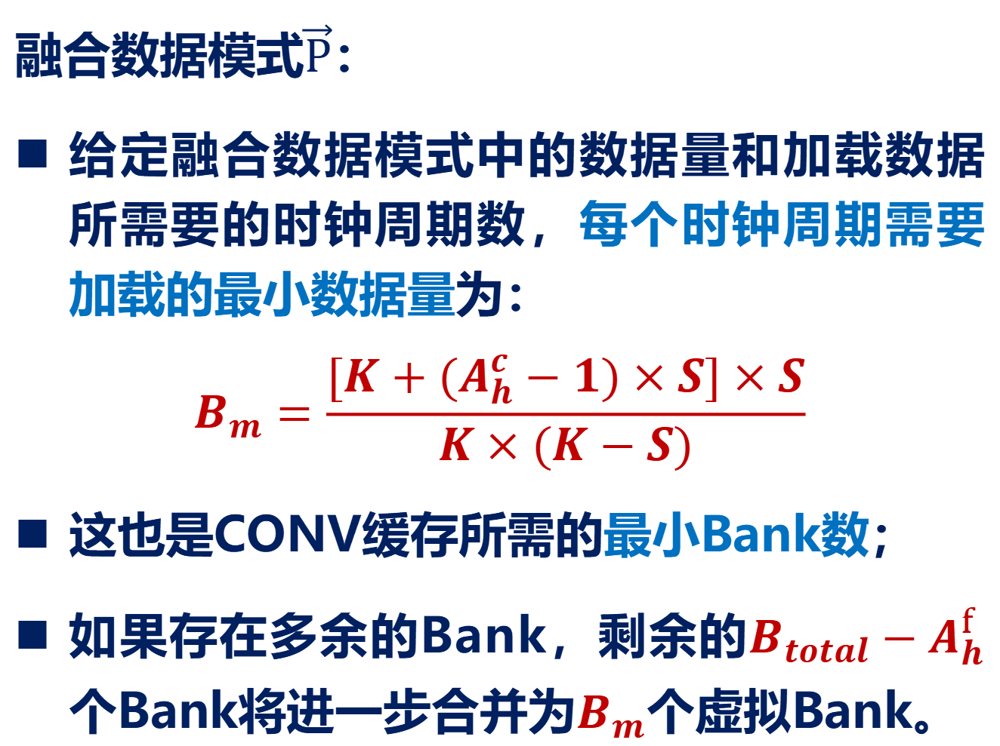 融合数据模式$\overrightarrow{\mathrm{P}}$：
■ 给定融合数据模式中的数据量和加载数据
所需要的时钟周期数，每个时钟周期需要
加载的最小数据量为：
$B_m = \frac{[K + (A_h^c - 1) \times S] \times S}{K \times (K - S)}$
■ 这也是CONV缓存所需的最小Bank数；
■ 如果存在多余的Bank，剩余的$B_{total} - A_h^{\mathrm{f}}$
个Bank将进一步合并为$B_m$个虚拟Bank。